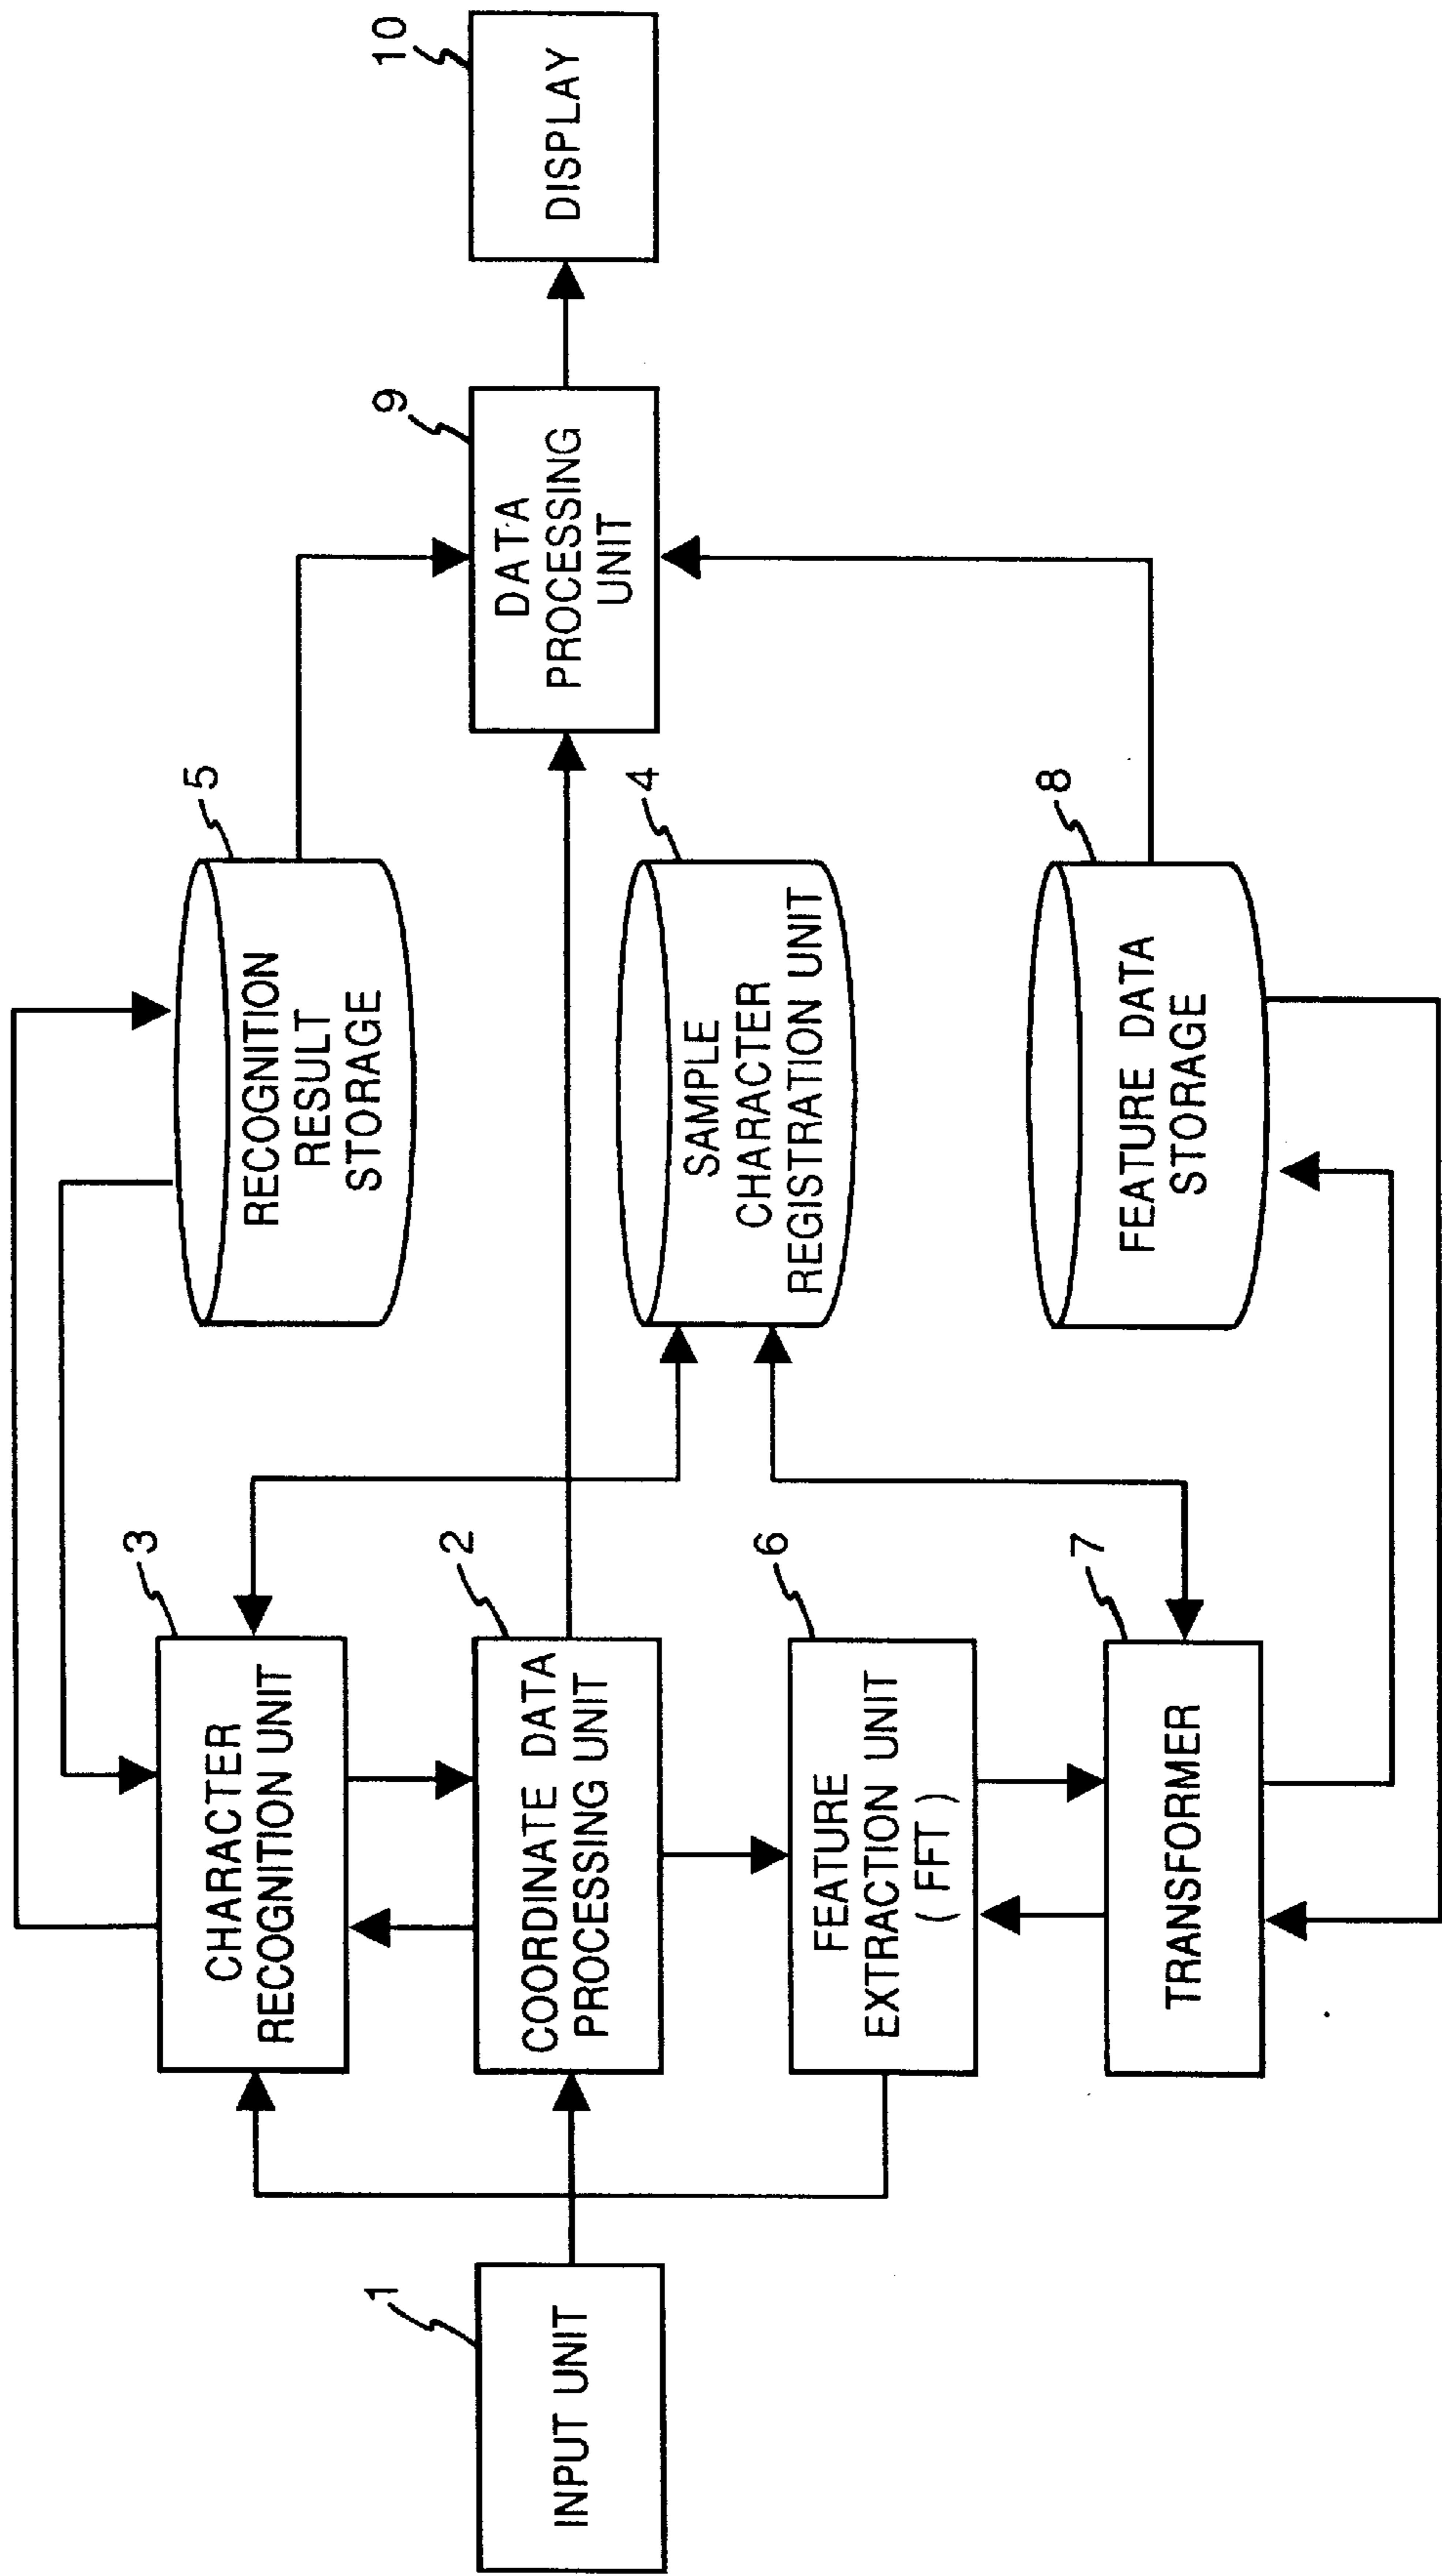 1
INPUT UNIT
3
CHARACTER
RECOGNITION UNIT
2
COORDINATE DATA
PROCESSING UNIT
6
FEATURE
EXTRACTION UNIT
( FFT )
7
TRANSFORMER
5
RECOGNITION
RESULT
STORAGE
4
SAMPLE
CHARACTER
REGISTRATION UNIT
8
FEATURE DATA
STORAGE
9
DATA
PROCESSING
UNIT
10
DISPLAY